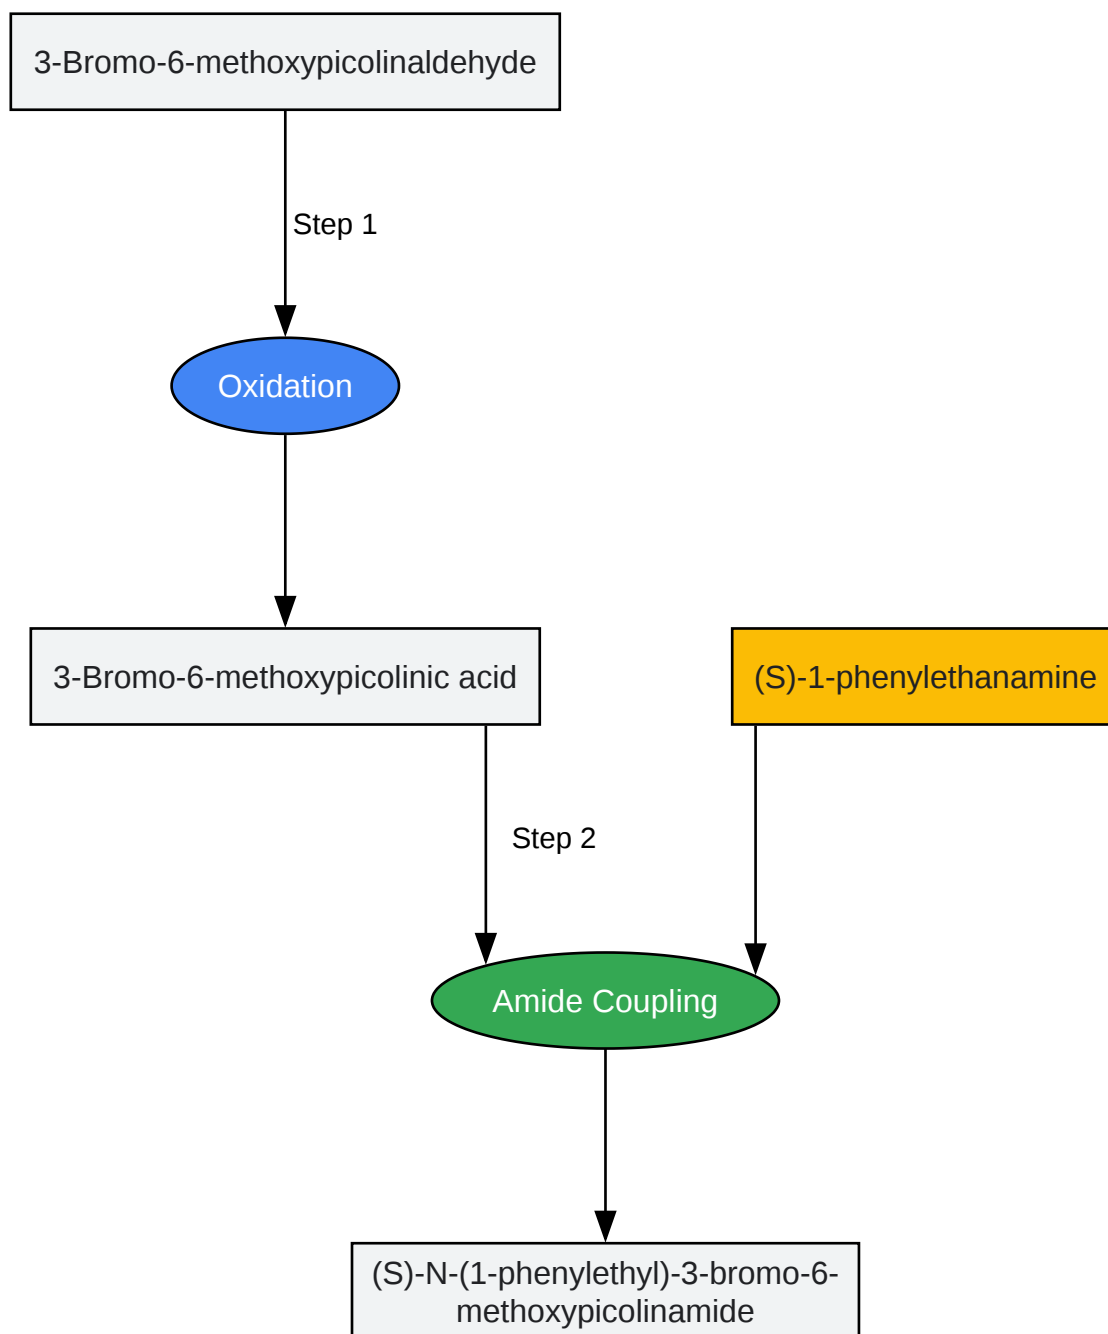 3-Bromo-6-methoxypicolinaldehyde
Step 1
Oxidation
3-Bromo-6-methoxypicolinic acid
(S)-1-phenylethanamine
Step 2
Amide Coupling
(S)-N-(1-phenylethyl)-3-bromo-6-
methoxypicolinamide